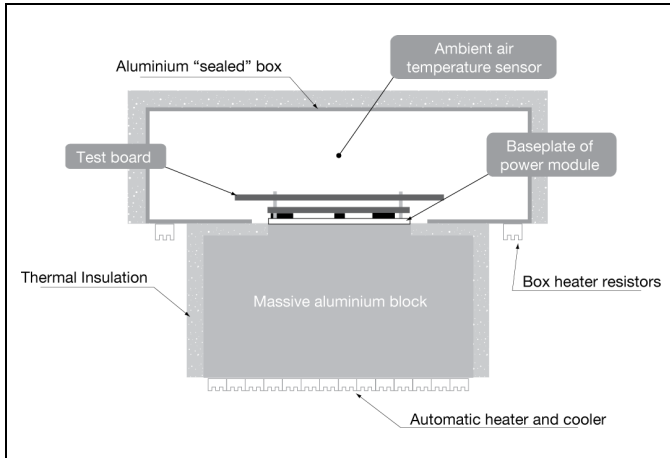 Ambient air
temperature sensor
Aluminium “sealed” box
Test board
Baseplate of
power module
Thermal Insulation
Massive aluminium block
Box heater resistors
Automatic heater and cooler